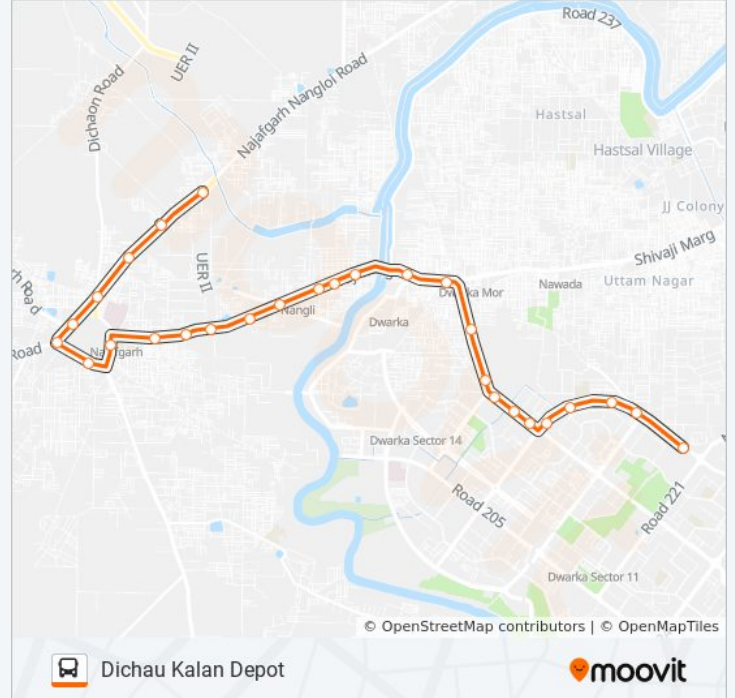 Road 237
UER II
Dichaon Road
Najafgarh Nangloi Road
Hastsal
Hastsal Village
JJ Colony
Shivaji Marg
Uttam Nagar
UER II
Nawada
Dwarka Mor
Nangli
Dwarka
Road
Najafgarh
Dwarka Sector 14
Road 205
Road 221
Dwarka Sector 11
© OpenStreetMap contributors | © OpenMapTiles
Dichau Kalan Depot
moovit